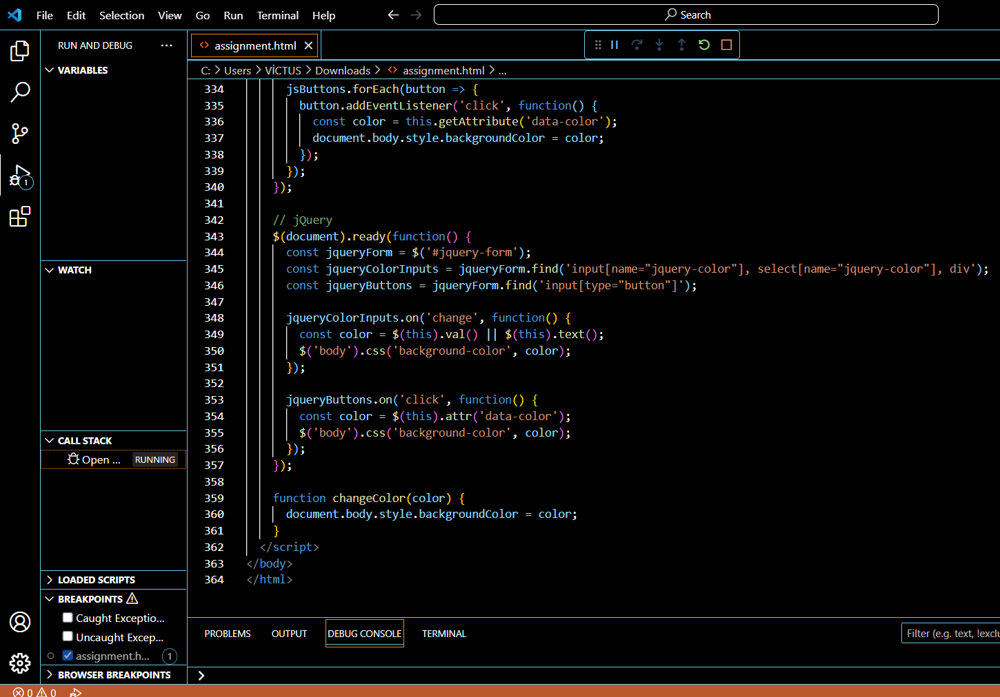 File Edit Selection View Go Run Terminal Help
Search
RUN AND DEBUG
VARIABLES
WATCH
CALL STACK
Open ... RUNNING
LOADED SCRIPTS
BREAKPOINTS
Caught Exceptio...
Uncaught Excep...
assignment.h... 1
BROWSER BREAKPOINTS
1
assignment.html
C: > Users > VİCTUS > Downloads > <> assignment.html > ...
334 jsButtons.forEach(button => {
335 button.addEventListener('click', function() {
336 const color = this.getAttribute('data-color');
337 document.body.style.backgroundColor = color;
338 });
339 });
340 });
341
342 // jQuery
343 $(document).ready(function() {
344 const jqueryForm = $('#jquery-form');
345 const jqueryColorInputs = jqueryForm.find('input[name="jquery-color"], select[name="jquery-color"], div');
346 const jqueryButtons = jqueryForm.find('input[type="button"]');
347
348 jqueryColorInputs.on('change', function() {
349 const color = $(this).val() || $(this).text();
350 $('body').css('background-color', color);
351 });
352
353 jqueryButtons.on('click', function() {
354 const color = $(this).attr('data-color');
355 $('body').css('background-color', color);
356 });
357 });
358
359 function changeColor(color) {
360 document.body.style.backgroundColor = color;
361 }
362 </script>
363 </body>
364 </html>
PROBLEMS OUTPUT DEBUG CONSOLE TERMINAL
Filter (e.g. text, !exclu
0 0